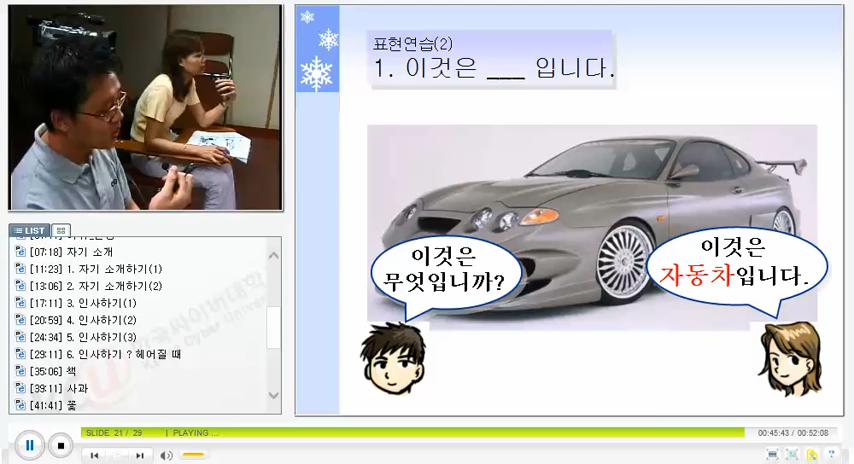 표현연습(2)
1. 이것은 ___ 입니다.
이것은
무엇입니까?
이것은
자동차입니다.
LIST
[07:18] 자기 소개
[11:23] 1. 자기 소개하기(1)
[13:06] 2. 자기 소개하기(2)
[17:11] 3. 인사하기(1)
[20:59] 4. 인사하기(2)
[24:34] 5. 인사하기(3)
[29:11] 6. 인사하기 ? 헤어질 때
[35:06] 책
[39:11] 사과
[41:41] 꽃
SLIDE 21 / 29 | PLAYING ...
00:45:43 / 00:52:08